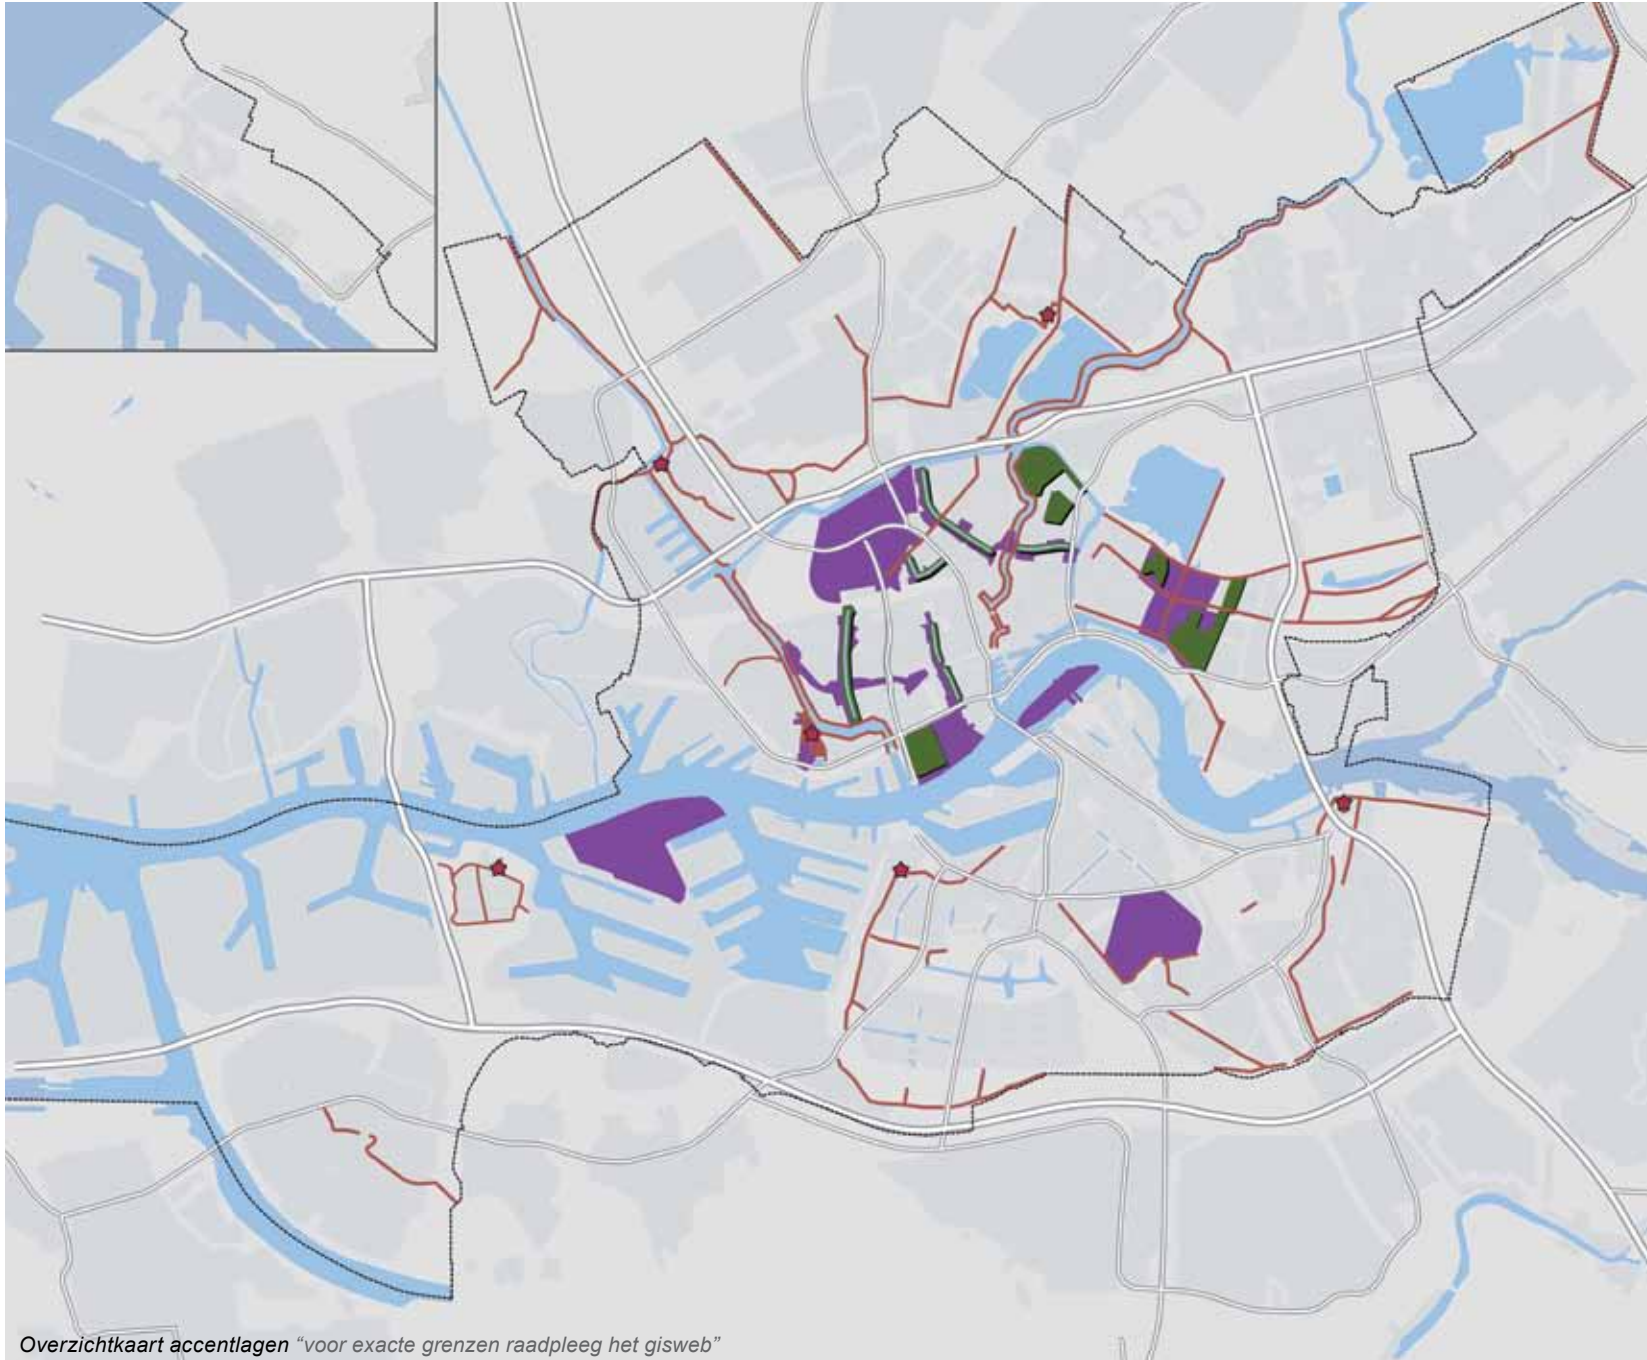 Overzichtkaart accentlagen “voor exacte grenzen raadpleeg het gisweb”